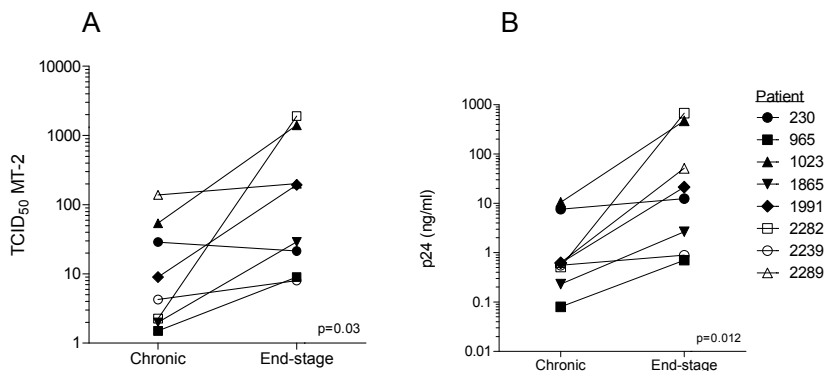 A
TCID50 MT-2
10000
1000
100
10
1
Chronic
End-stage
p=0.03
B
p24 (ng/ml)
1000
100
10
1
0.1
0.01
Chronic
End-stage
p=0.012
Patient
230
965
1023
1865
1991
2282
2239
2289